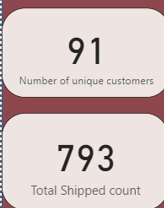 91
Number of unique customers
793
Total Shipped count